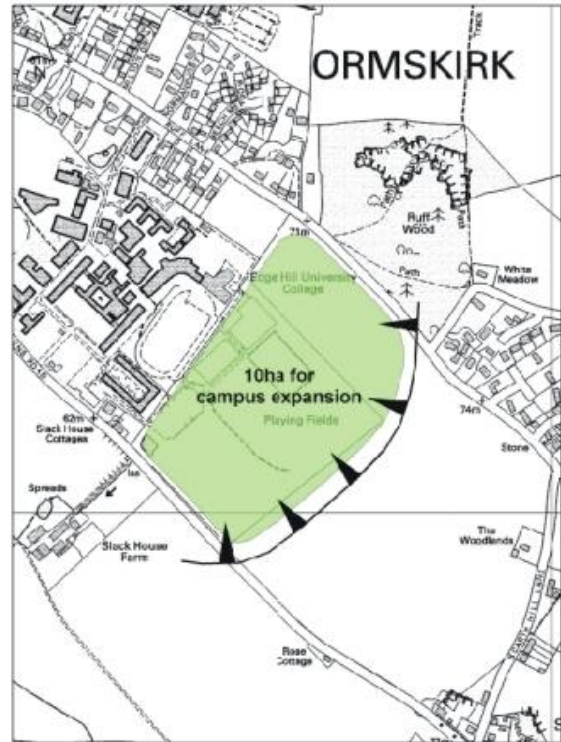 ORMSKIRK
Track
Ruff
Wood
Path
White
Meadow
71m
Edge Hill University
College
10ha for
campus expansion
Playing Fields
62m
Slack House
Cottages
74m
Stone
Spreads
Slack House
Farm
The
Woodlands
Rose
Cottage